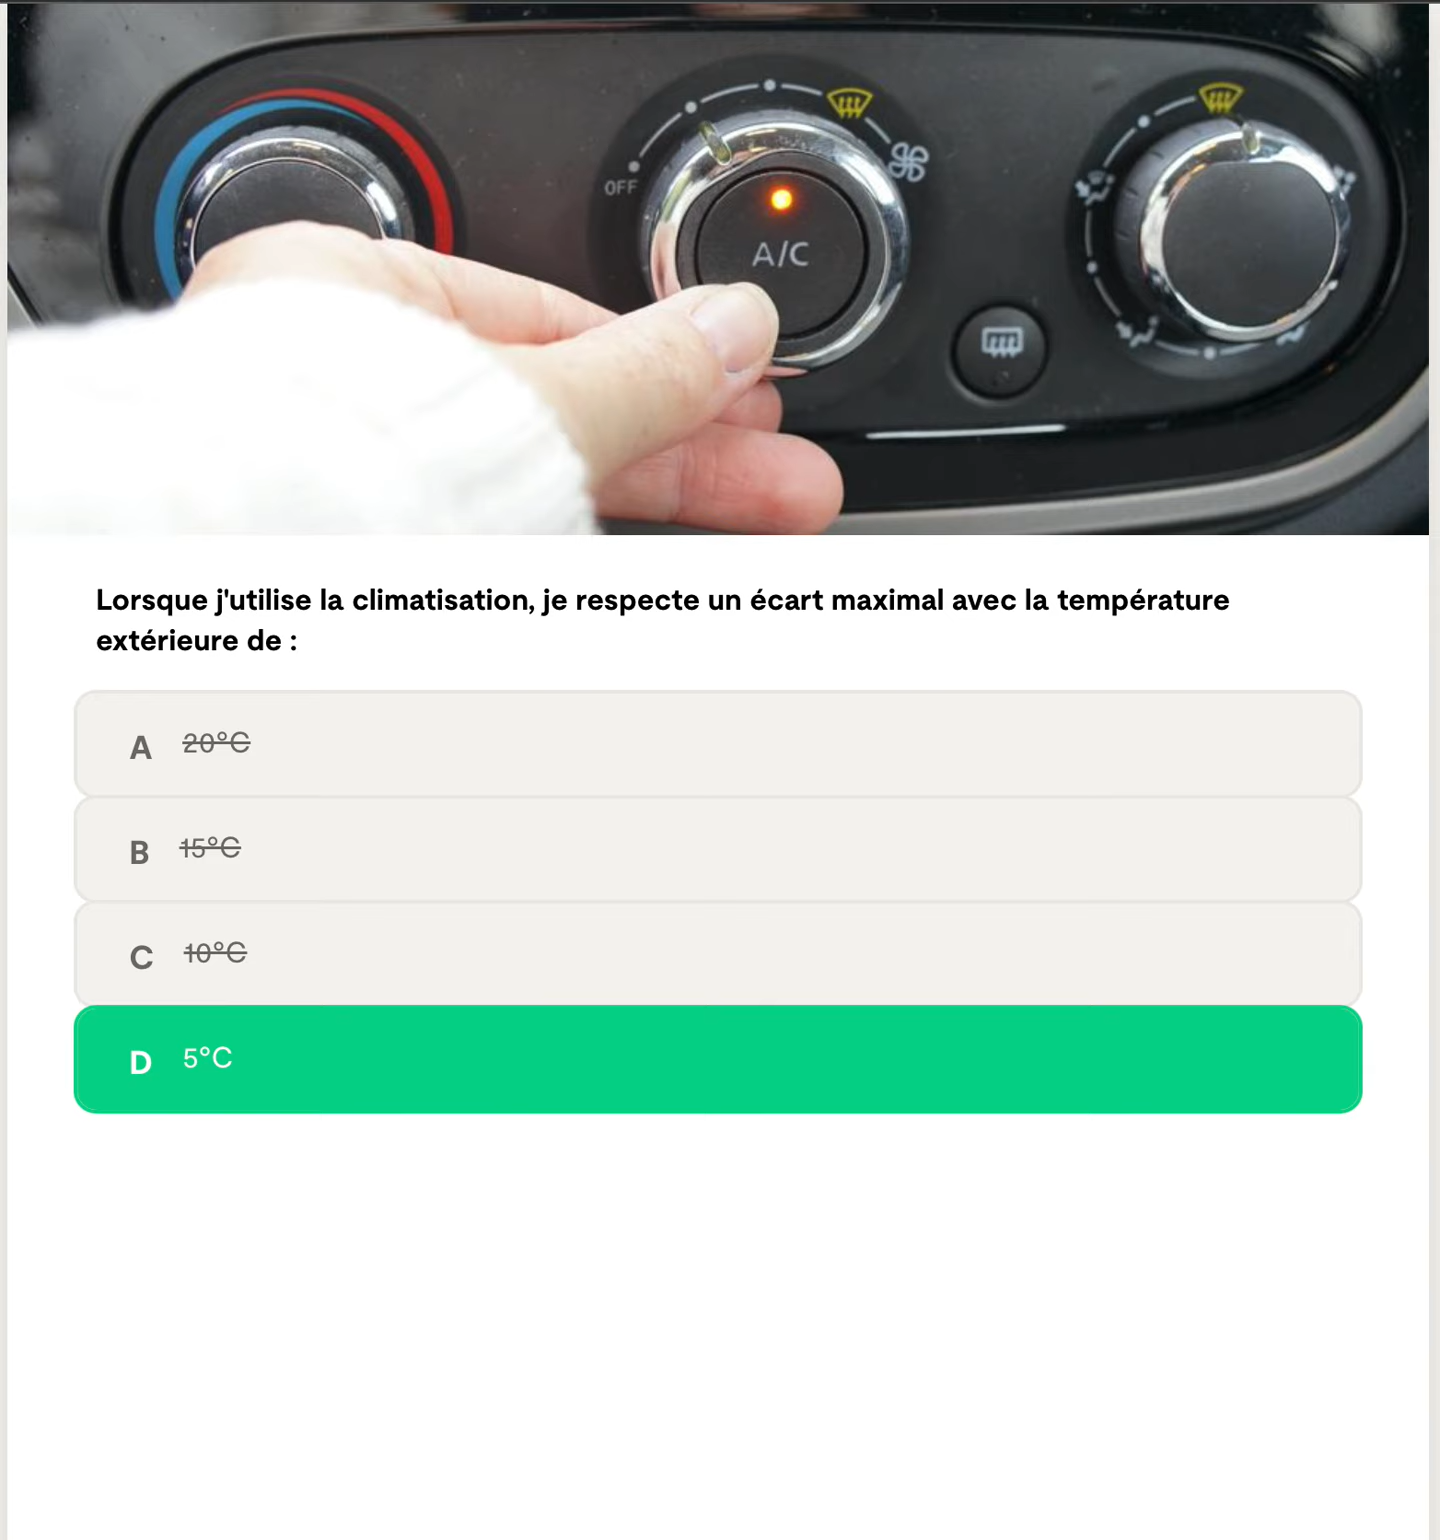 OFF
A/C
Lorsque j'utilise la climatisation, je respecte un écart maximal avec la température
extérieure de :
A 20°C
B 15°C
C 10°C
D 5°C